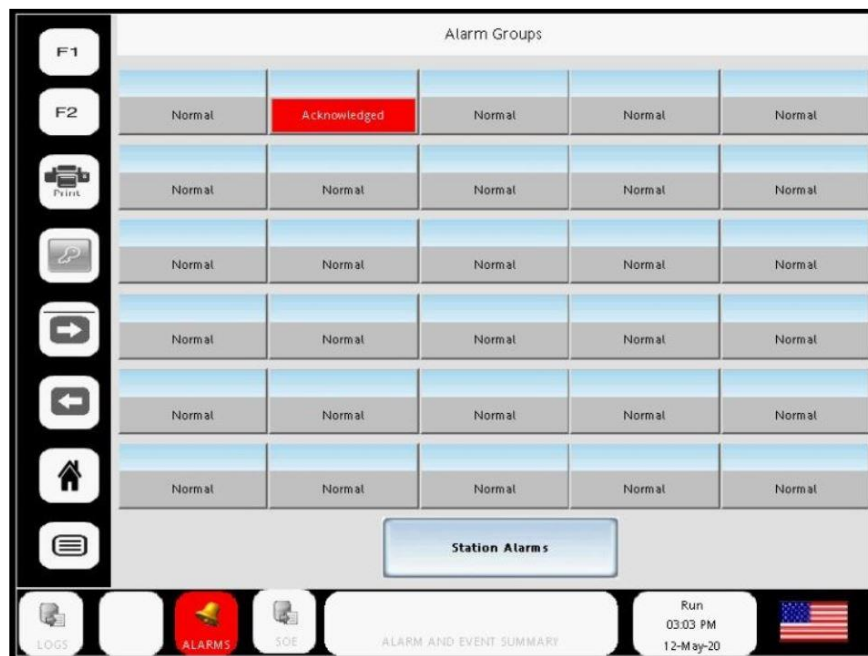 Alarm Groups
F1
F2
Print
Normal Acknowledged Normal Normal Normal
Normal Normal Normal Normal Normal
Normal Normal Normal Normal Normal
Normal Normal Normal Normal Normal
Normal Normal Normal Normal Normal
Normal Normal Normal Normal Normal
Station Alarms
LOGS
ALARMS
SOE
ALARM AND EVENT SUMMARY
Run
03:03 PM
12-May-20